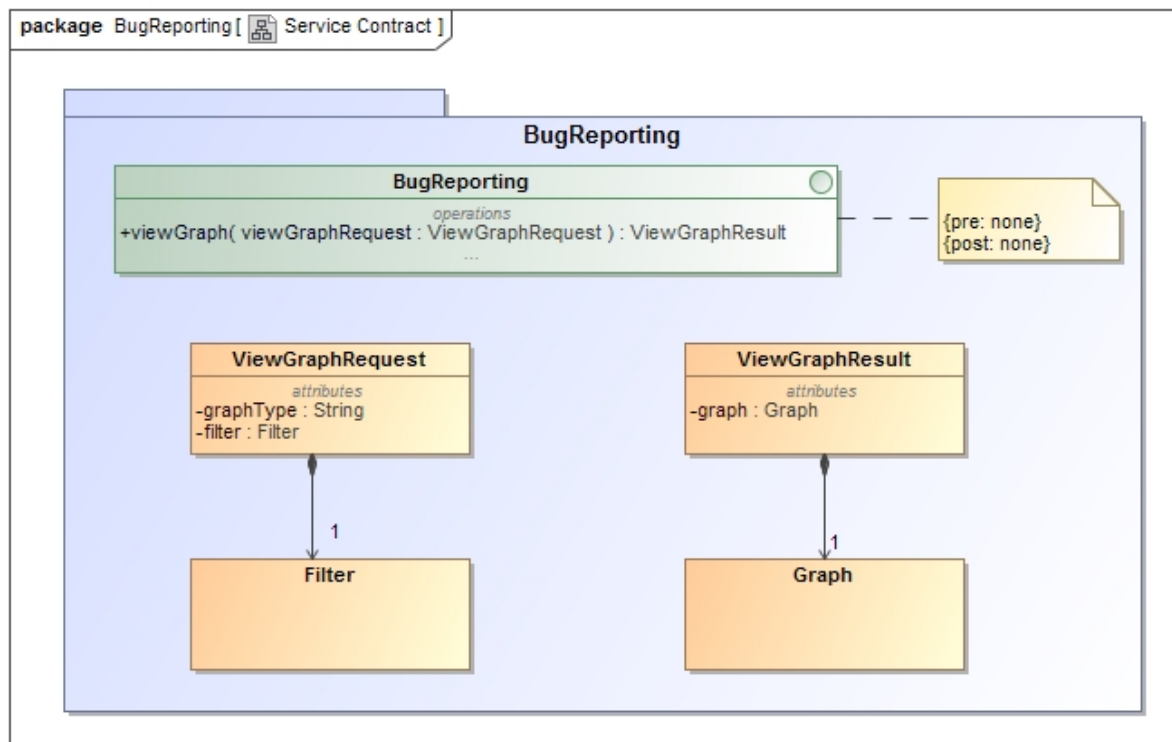 package BugReporting [ Service Contract ]
BugReporting
BugReporting
operations
+viewGraph( viewGraphRequest : ViewGraphRequest ) : ViewGraphResult
...
{pre: none}
{post: none}
ViewGraphRequest
attributes
-graphType : String
-filter : Filter
ViewGraphResult
attributes
-graph : Graph
1
1
Filter
Graph